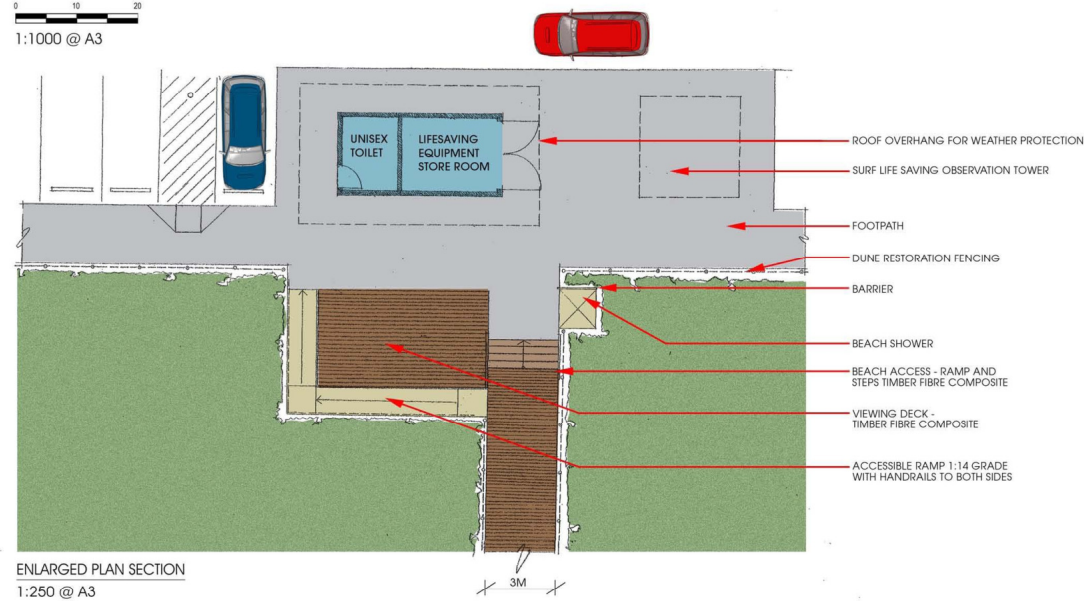 0 10 20
1:1000 @ A3
UNISEX
TOILET
LIFESAVING
EQUIPMENT
STORE ROOM
ROOF OVERHANG FOR WEATHER PROTECTION
SURF LIFE SAVING OBSERVATION TOWER
FOOTPATH
DUNE RESTORATION FENCING
BARRIER
BEACH SHOWER
BEACH ACCESS - RAMP AND
STEPS TIMBER FIBRE COMPOSITE
VIEWING DECK -
TIMBER FIBRE COMPOSITE
ACCESSIBLE RAMP 1:14 GRADE
WITH HANDRAILS TO BOTH SIDES
ENLARGED PLAN SECTION
1:250 @ A3
3M